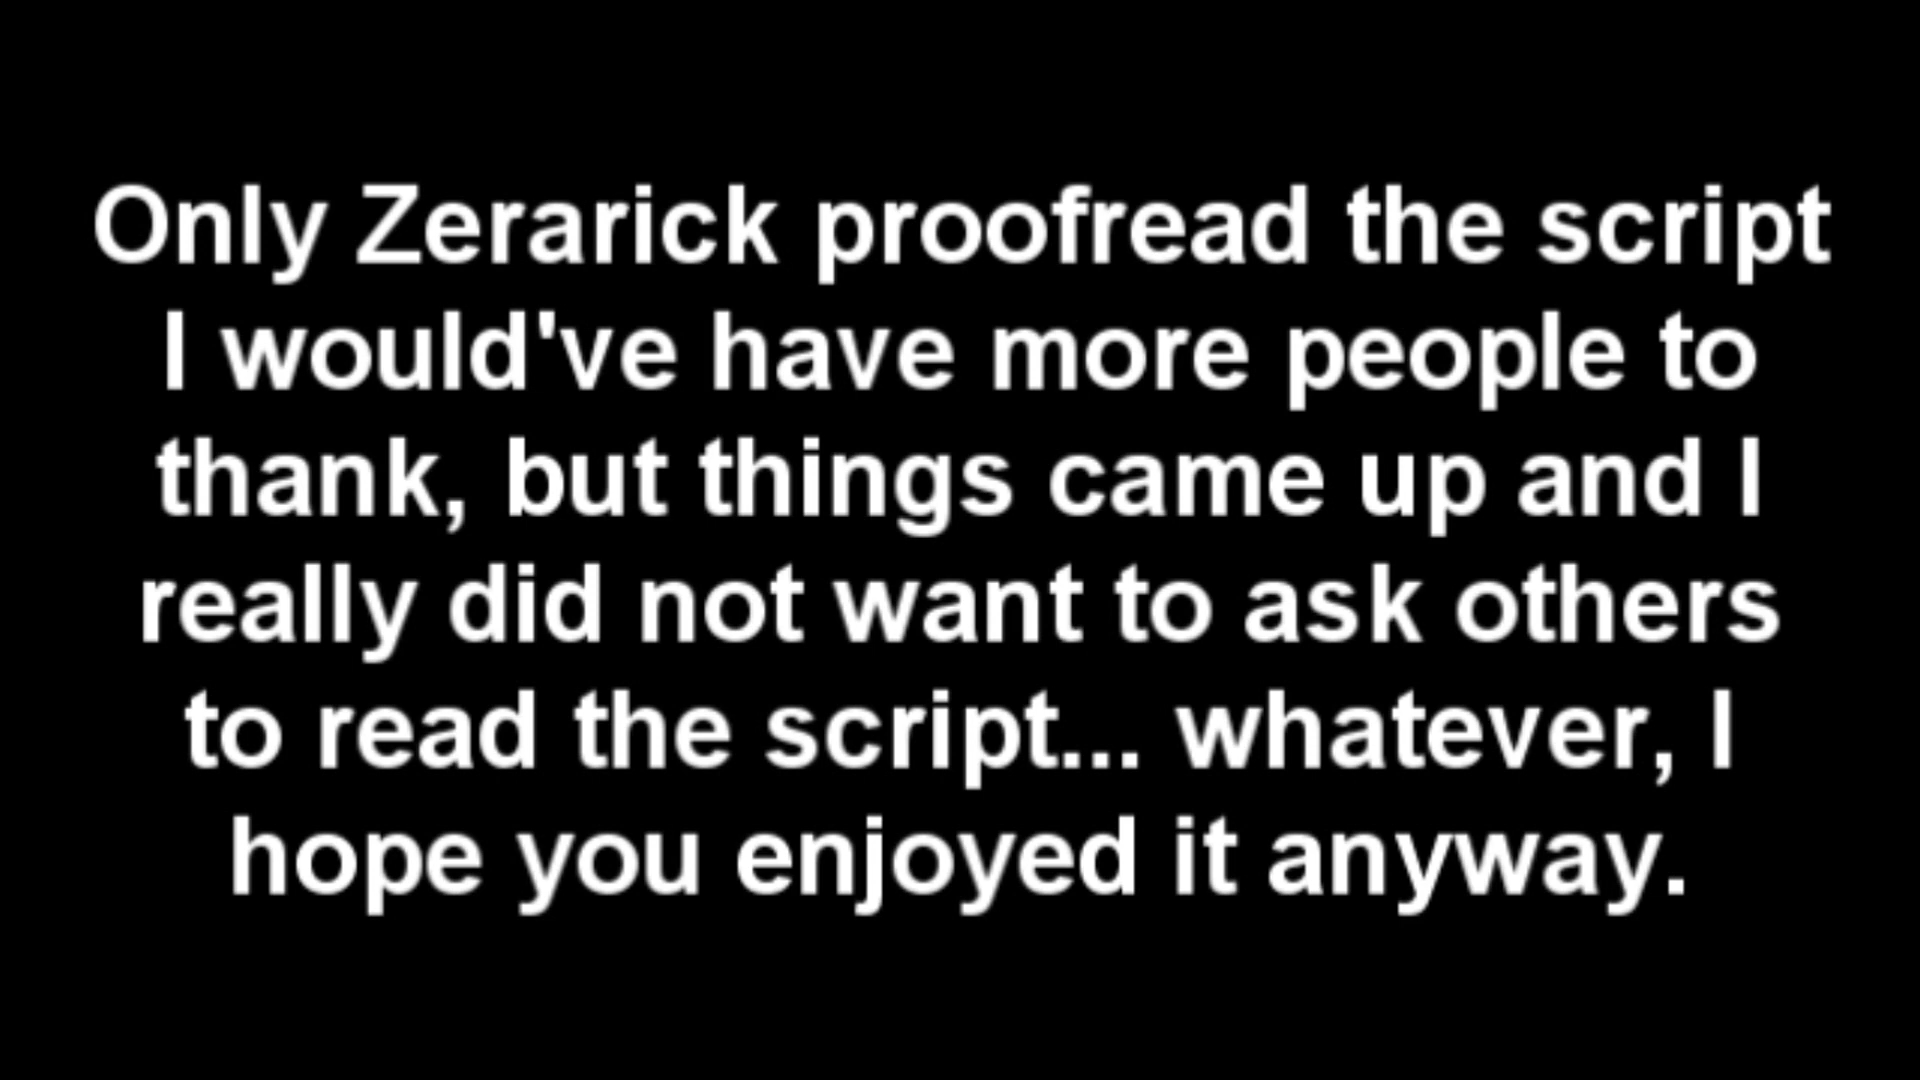 Only Zerarick proofread the script
I would've have more people to
thank, but things came up and I
really did not want to ask others
to read the script... whatever, I
hope you enjoyed it anyway.